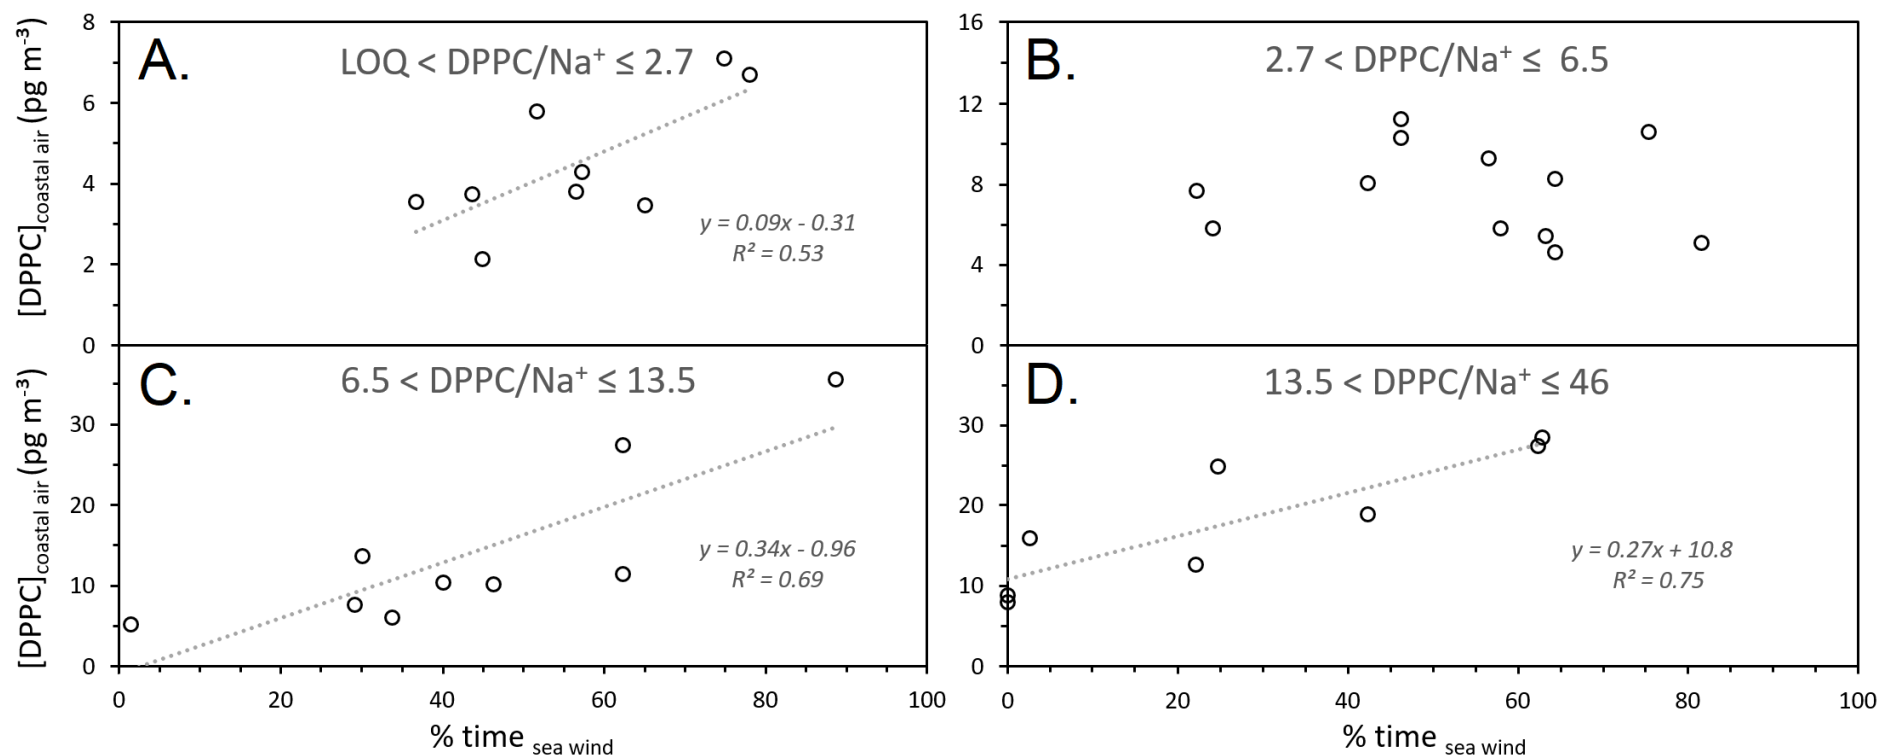 A.
LOQ < DPPC/Na⁺ ≤ 2.7
[DPPC]coastal air (pg m⁻³)
8
6
4
2
0
y = 0.09x - 0.31
R² = 0.53
B.
2.7 < DPPC/Na⁺ ≤ 6.5
16
12
8
4
0
C.
6.5 < DPPC/Na⁺ ≤ 13.5
[DPPC]coastal air (pg m⁻³)
30
20
10
0
y = 0.34x - 0.96
R² = 0.69
0 20 40 60 80 100
% time sea wind
D.
13.5 < DPPC/Na⁺ ≤ 46
30
20
10
0
y = 0.27x + 10.8
R² = 0.75
0 20 40 60 80 100
% time sea wind